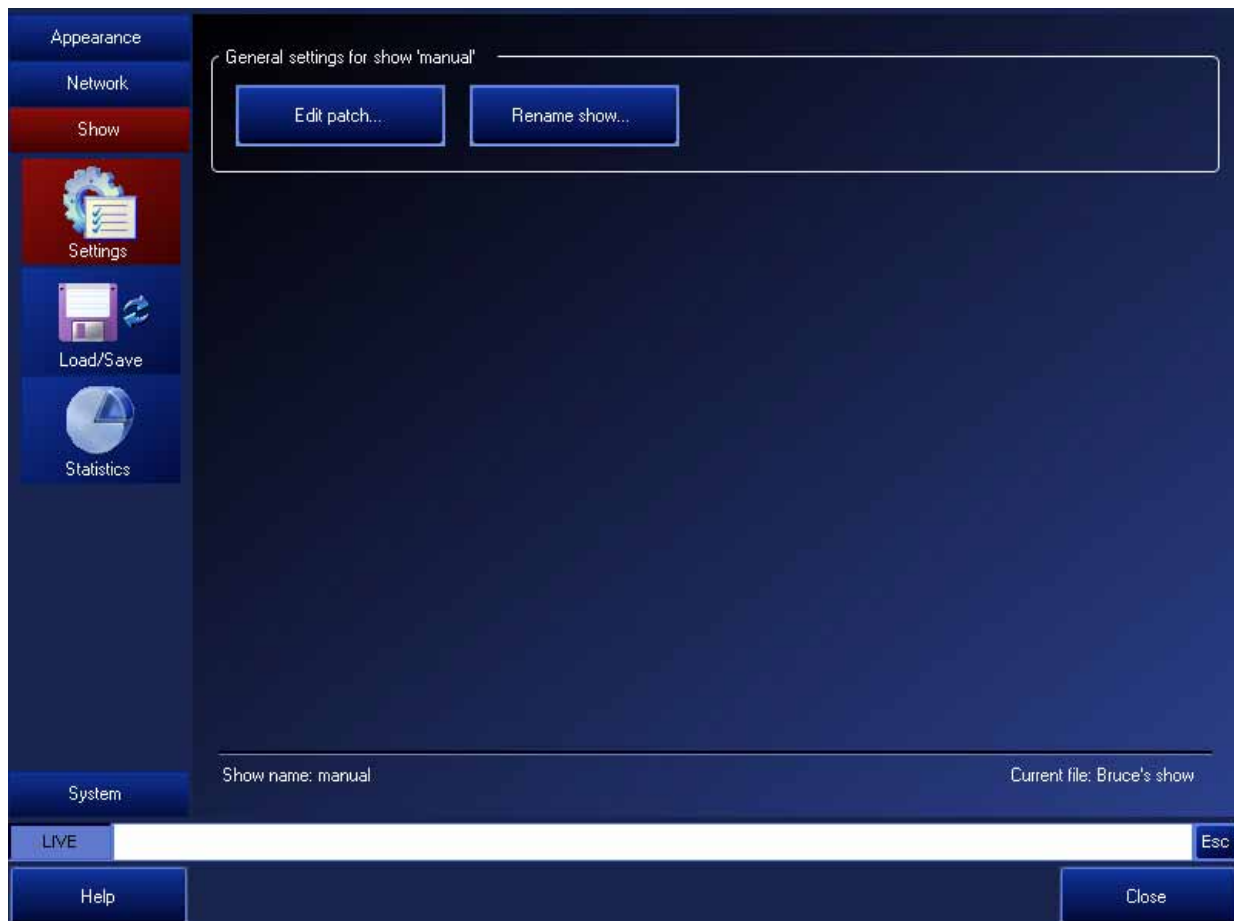 Appearance
Network
Show
Settings
Load/Save
Statistics
System
General settings for show 'manual'
Edit patch...
Rename show...
Show name: manual
Current file: Bruce's show
LIVE
Esc
Help
Close